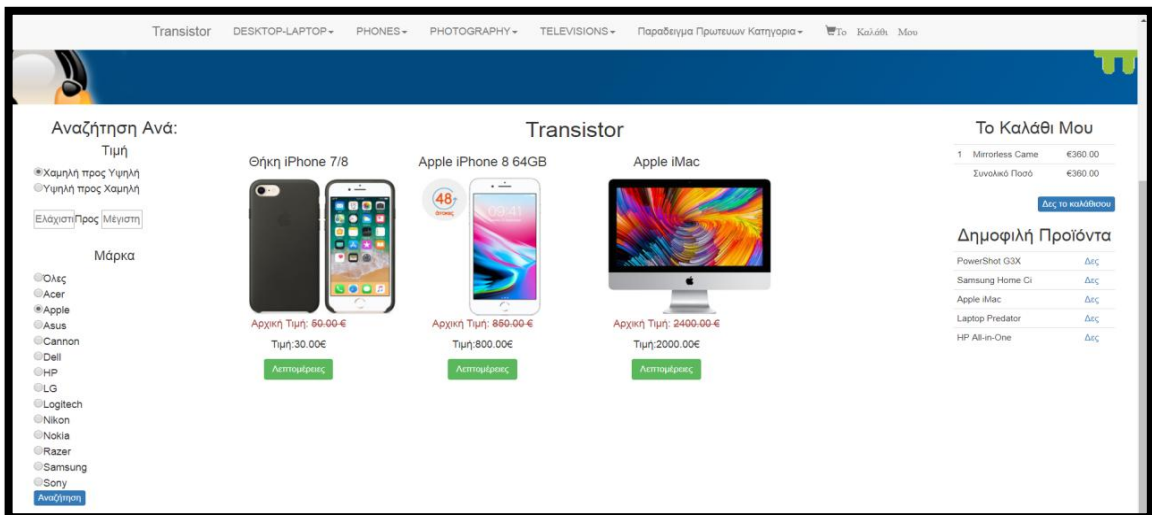 Transistor DESKTOP-LAPTOP PHONES PHOTOGRAPHY TELEVISIONS Παραδειγμα Πρωτευων Κατηγορια Το Καλάθι Μου
Αναζήτηση Ανά:
Τιμή
Χαμηλή προς Υψηλή
Υψηλή προς Χαμηλή
Ελάχιστη Προς Μέγιστη
Μάρκα
Όλες
Acer
Apple
Asus
Cannon
Dell
HP
LG
Logitech
Nikon
Nokia
Razer
Samsung
Sony
Αναζήτηση
Transistor
Θήκη iPhone 7/8
Αρχική Τιμή: 50.00 €
Τιμή:30.00€
Λεπτομέρειες
Apple iPhone 8 64GB
48
άτοκες
09:41
Αρχική Τιμή: 850.00 €
Τιμή:800.00€
Λεπτομέρειες
Apple iMac
Αρχική Τιμή: 2400.00 €
Τιμή:2000.00€
Λεπτομέρειες
Το Καλάθι Μου
1 Mirrorless Came €360.00
Συνολικό Ποσό €360.00
Δες το καλάθισου
Δημοφιλή Προϊόντα
PowerShot G3X Δες
Samsung Home Ci Δες
Apple iMac Δες
Laptop Predator Δες
HP All-in-One Δες